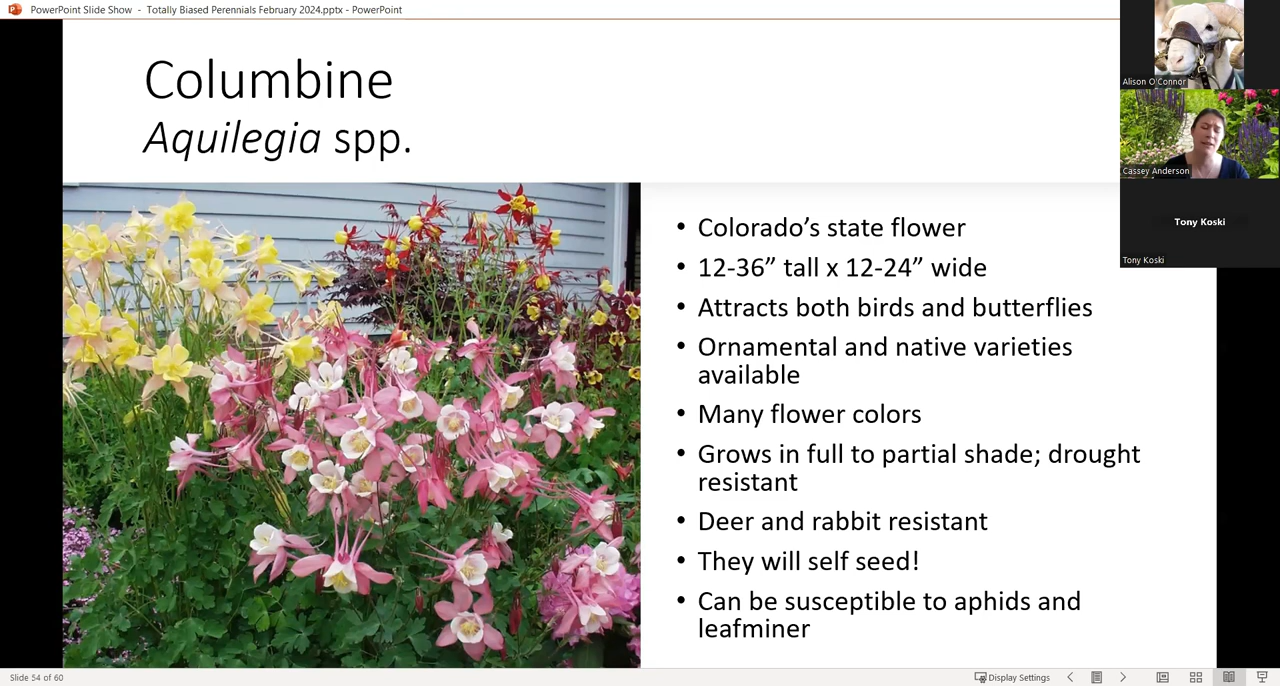 PowerPoint Slide Show - Totally Biased Perennials February 2024.pptx - PowerPoint
Columbine
Aquilegia spp.
• Colorado’s state flower
• 12-36” tall x 12-24” wide
• Attracts both birds and butterflies
• Ornamental and native varieties
available
• Many flower colors
• Grows in full to partial shade; drought
resistant
• Deer and rabbit resistant
• They will self seed!
• Can be susceptible to aphids and
leafminer
Alison O'Connor
Cassey Anderson
Tony Koski
Tony Koski
Slide 54 of 60
Display Settings